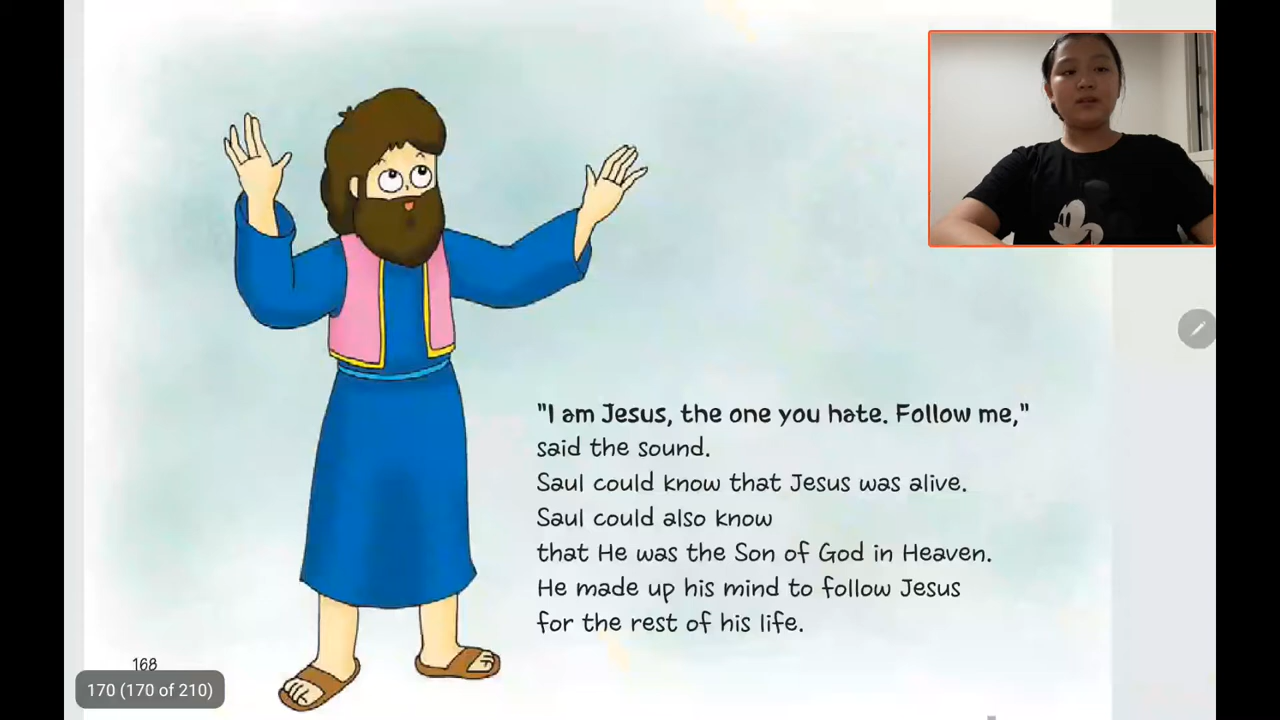 "I am Jesus, the one you hate. Follow me,"
said the sound.
Saul could know that Jesus was alive.
Saul could also know
that He was the Son of God in Heaven.
He made up his mind to follow Jesus
for the rest of his life.
168
170 (170 of 210)